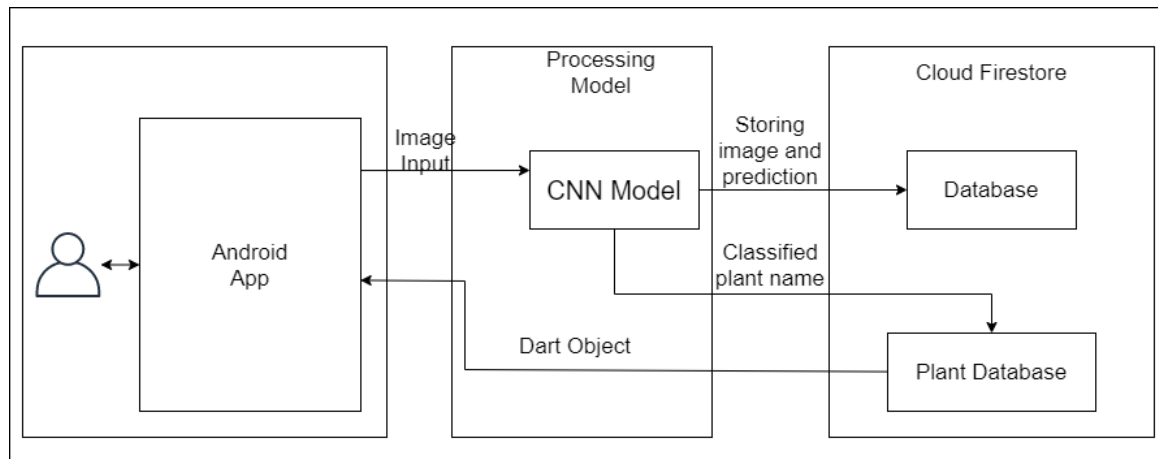 Processing
Model
Cloud Firestore
Image
Input
Storing
image and
prediction
CNN Model
Database
Android
App
Classified
plant name
Dart Object
Plant Database